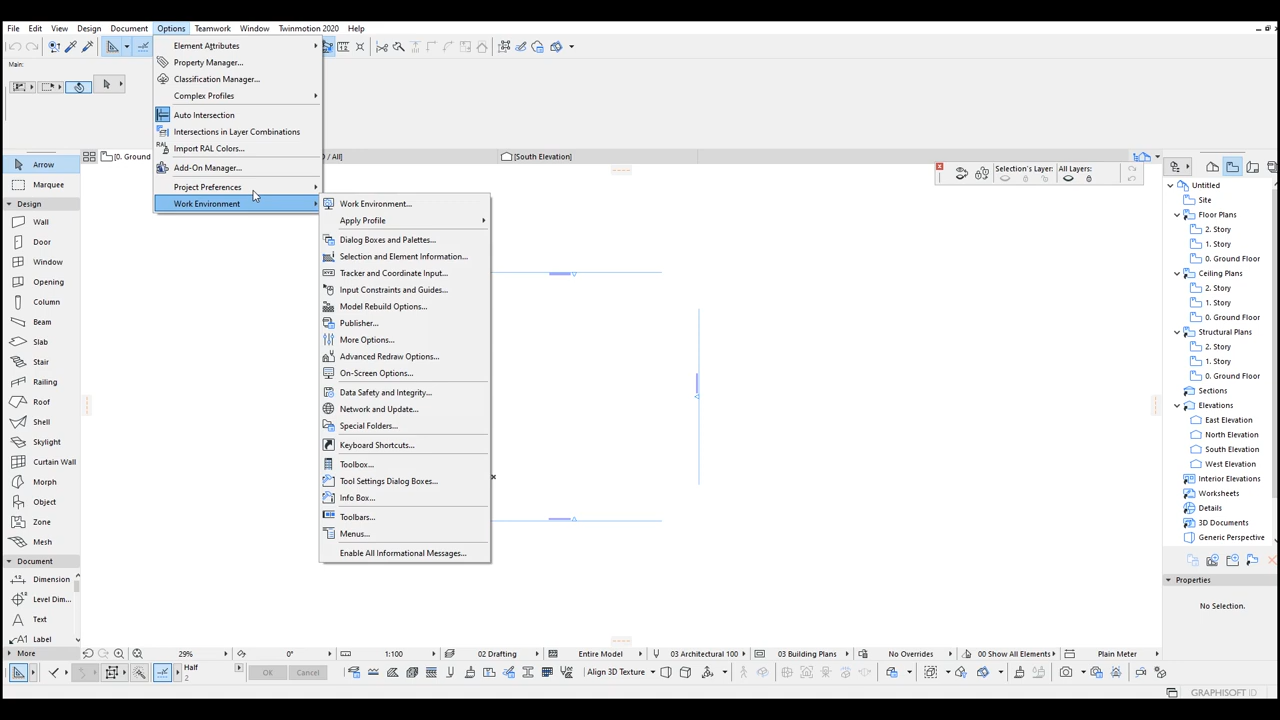 File Edit View Design Document Options Teamwork Window Twinmotion 2020 Help
Main:
Element Attributes
Property Manager...
Classification Manager...
Complex Profiles
Auto Intersection
Intersections in Layer Combinations
Import RAL Colors...
Add-On Manager...
Project Preferences
Work Environment
Work Environment...
Apply Profile
Dialog Boxes and Palettes...
Selection and Element Information...
Tracker and Coordinate Input...
Input Constraints and Guides...
Model Rebuild Options...
Publisher...
More Options...
Advanced Redraw Options...
On-Screen Options...
Data Safety and Integrity...
Network and Update...
Special Folders...
Keyboard Shortcuts...
Toolbox...
Tool Settings Dialog Boxes...
Info Box...
Toolbars...
Menus...
Enable All Informational Messages...
[0. Ground
/ All]
[South Elevation]
Selection's Layer: All Layers:
Arrow
Marquee
Design
Wall
Door
Window
Opening
Column
Beam
Slab
Stair
Railing
Roof
Shell
Skylight
Curtain Wall
Morph
Object
Zone
Mesh
Document
Dimension
Level Dim...
Text
Label
More
Untitled
Site
Floor Plans
2. Story
1. Story
0. Ground Floor
Ceiling Plans
2. Story
1. Story
0. Ground Floor
Structural Plans
2. Story
1. Story
0. Ground Floor
Sections
Elevations
East Elevation
North Elevation
South Elevation
West Elevation
Interior Elevations
Worksheets
Details
3D Documents
Generic Perspective
Properties
No Selection.
29% 0° 1:100 02 Drafting Entire Model 03 Architectural 100 03 Building Plans No Overrides 00 Show All Elements Plain Meter
Half
2
OK Cancel
Align 3D Texture
GRAPHISOFT ID